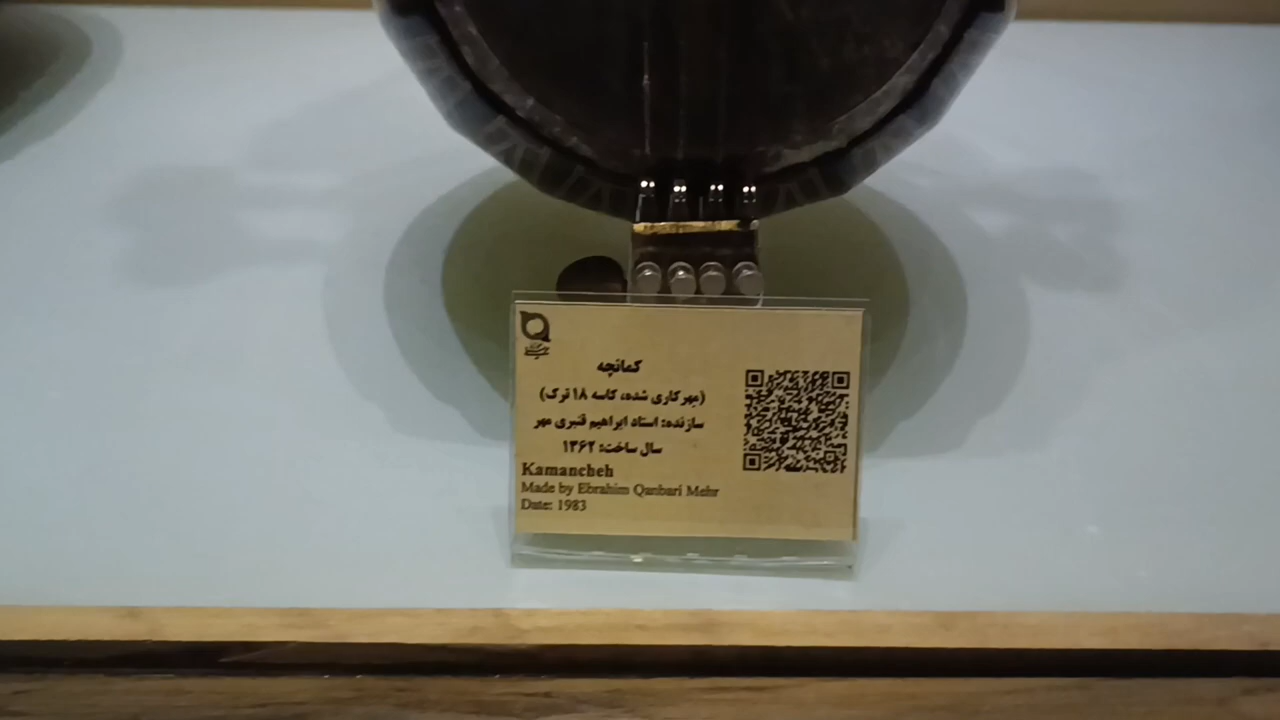 کمانچه
(مهرکاری شده، کاسه ۱۸ ترک)
سازنده: استاد ابراهیم قنبری مهر
سال ساخت: ۱۳۶۲
Kamancheh
Made by Ebrahim Qanbari Mehr
Date: 1983